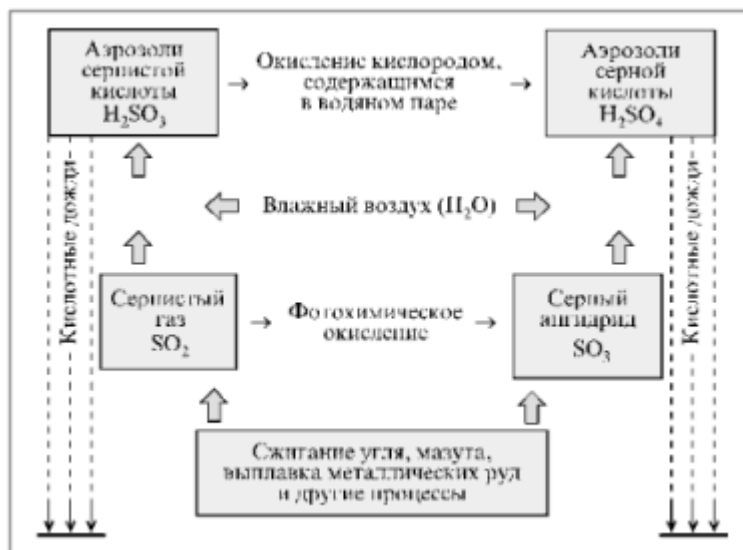 Аэрозоли
сернистой
кислоты
H₂SO₃
→ Окисление кислородом,
содержащимся
в водяном паре →
Аэрозоли
серной
кислоты
H₂SO₄
Кислотные дожди
Влажный воздух (H₂O)
Кислотные дожди
Сернистый
газ
SO₂
→ Фотохимическое →
окисление
Серный
ангидрид
SO₃
Сжигание угля, мазута,
выплавка металлических руд
и другие процессы